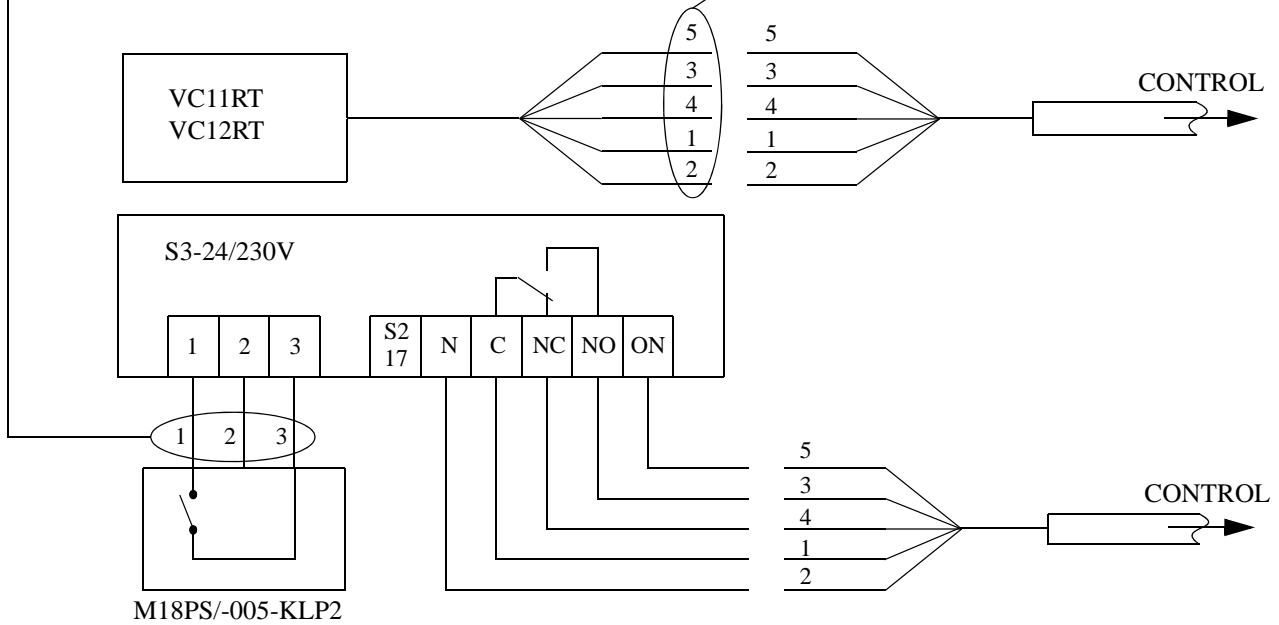 5 5
3 3
CONTROL
VC11RT
4 4
VC12RT
1 1
2 2
S3-24/230V
1 2 3
S2
17
N C NC NO ON
1 2 3
5
3
CONTROL
4
1
2
M18PS/-005-KLP2